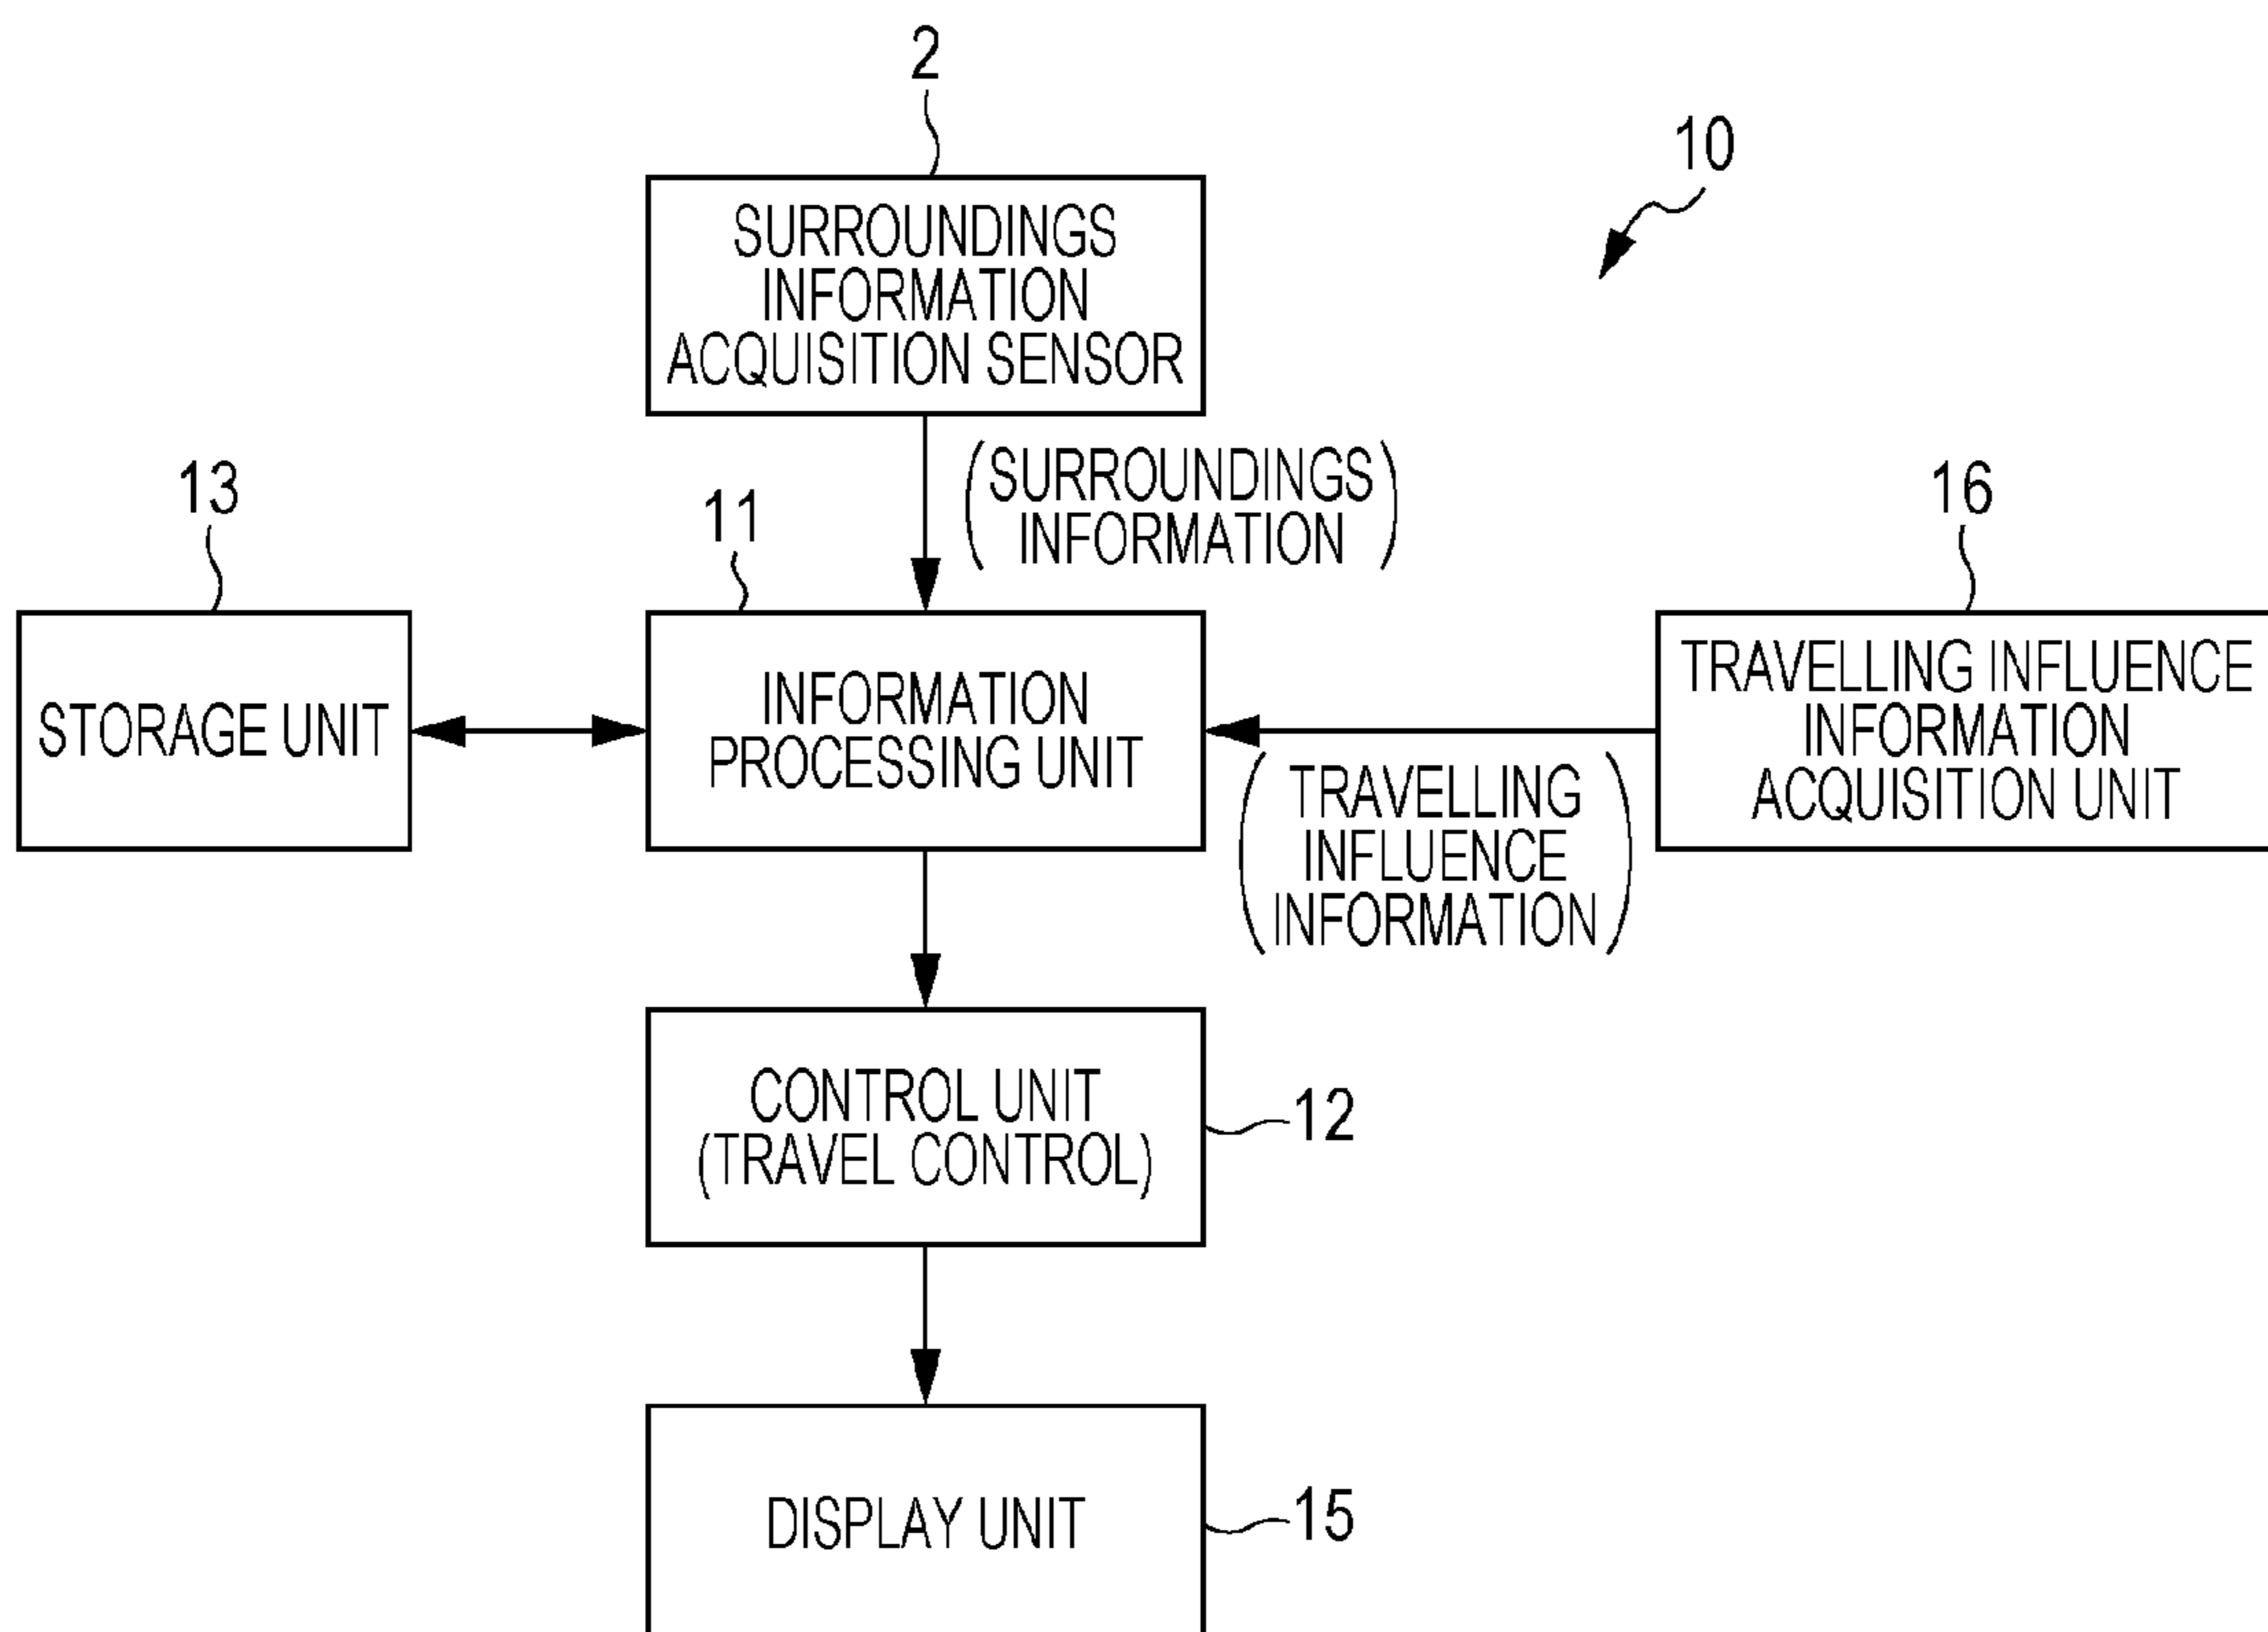 2
10
SURROUNDINGS
INFORMATION
ACQUISITION SENSOR
(SURROUNDINGS
INFORMATION)
13
11
16
STORAGE UNIT
INFORMATION
PROCESSING UNIT
TRAVELLING INFLUENCE
INFORMATION
ACQUISITION UNIT
(TRAVELLING
INFLUENCE
INFORMATION)
CONTROL UNIT
(TRAVEL CONTROL)
12
DISPLAY UNIT
15